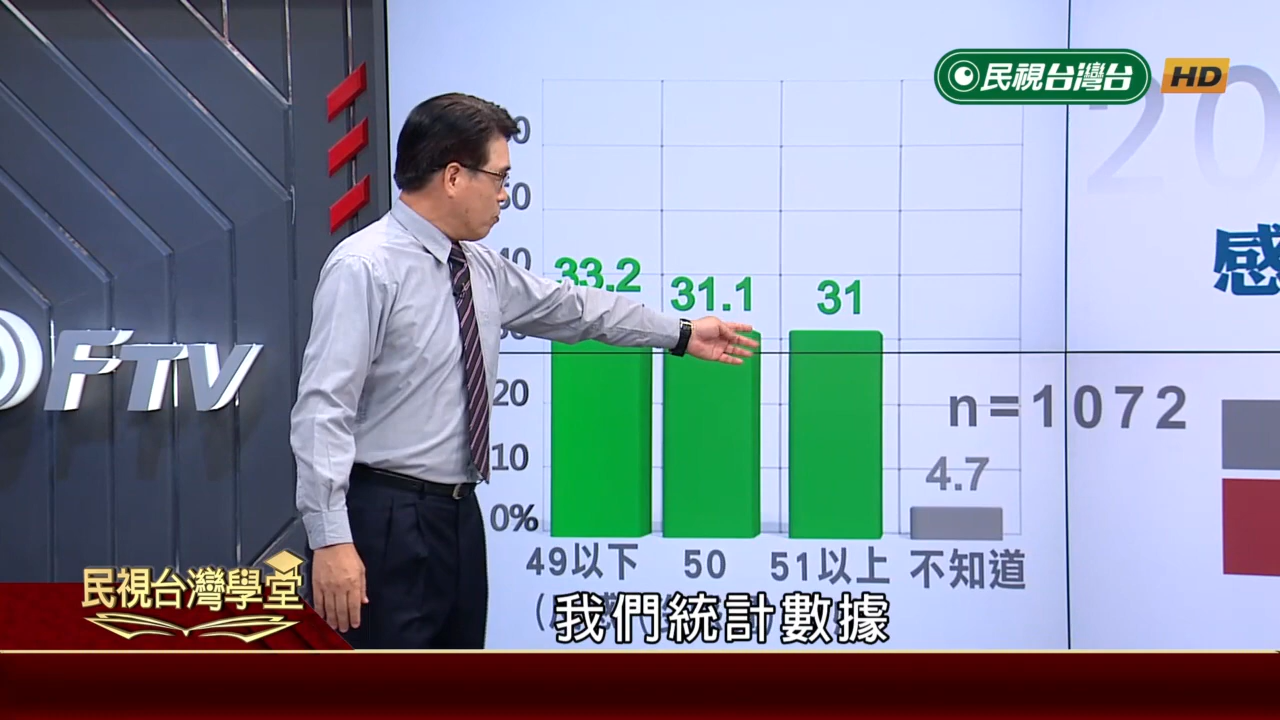 民視台灣台 HD
20
感
33.2 31.1 31
n=1072
20
10
4.7
0%
49以下 50 51以上 不知道
FTV
民視台灣學堂
我們統計數據